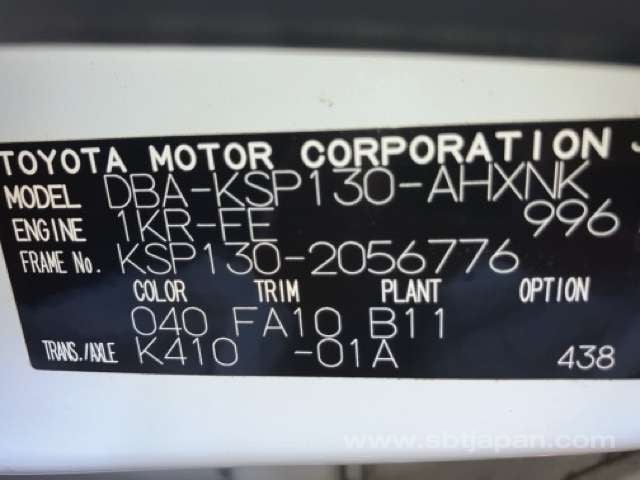 TOYOTA MOTOR CORPORATION J
MODEL DBA-KSP130-AHXNK
ENGINE 1KR-FE 996
FRAME No. KSP130-2056776
COLOR TRIM PLANT OPTION
040 FA10 B11
TRANS./AXLE K410 -01A 438
www.sbtjapan.com